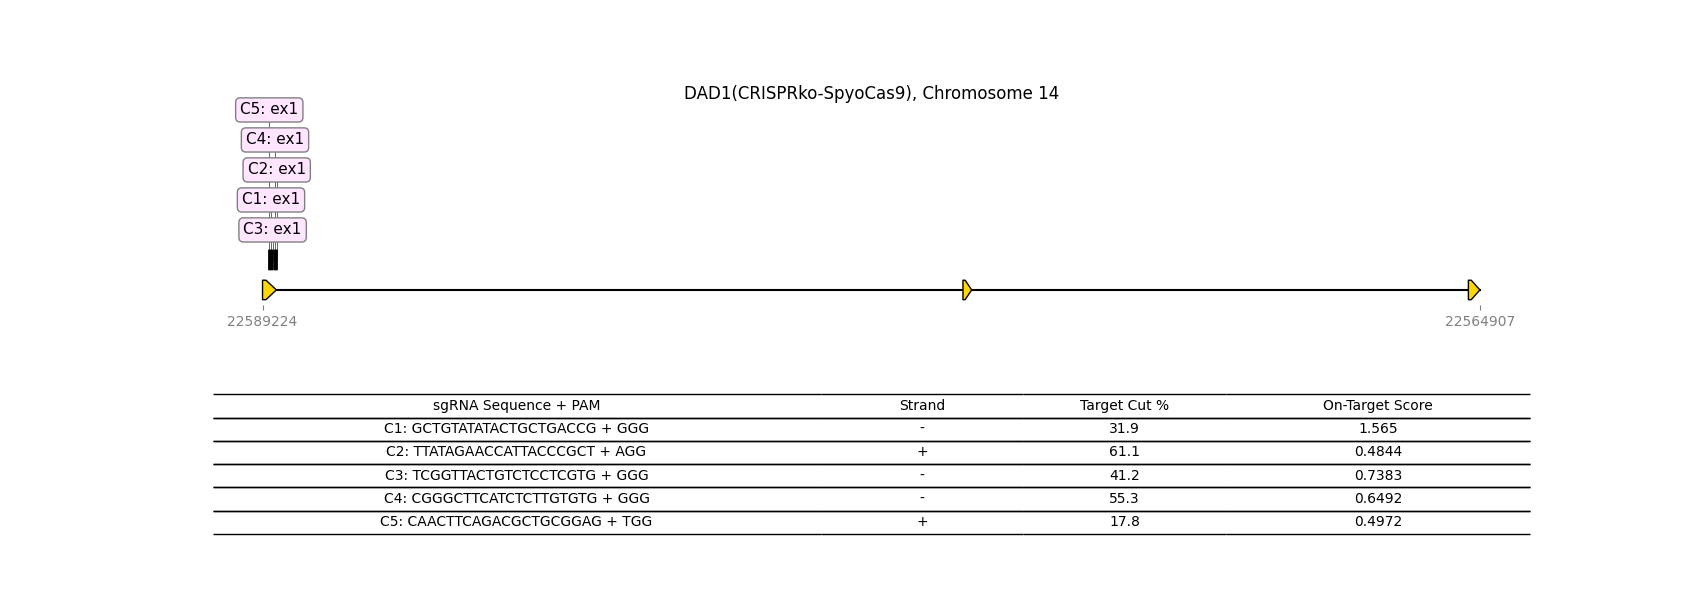 DAD1(CRISPRko-SpyoCas9), Chromosome 14
C5: ex1
C4: ex1
C2: ex1
C1: ex1
C3: ex1
22589224 22564907
sgRNA Sequence + PAM Strand Target Cut % On-Target Score
C1: GCTGTATATACTGCTGACCG + GGG - 31.9 1.565
C2: TTATAGAACCATTACCCGCT + AGG + 61.1 0.4844
C3: TCGGTTACTGTCTCCTCGTG + GGG - 41.2 0.7383
C4: CGGGCTTCATCTCTTGTGTG + GGG - 55.3 0.6492
C5: CAACTTCAGACGCTGCGGAG + TGG + 17.8 0.4972